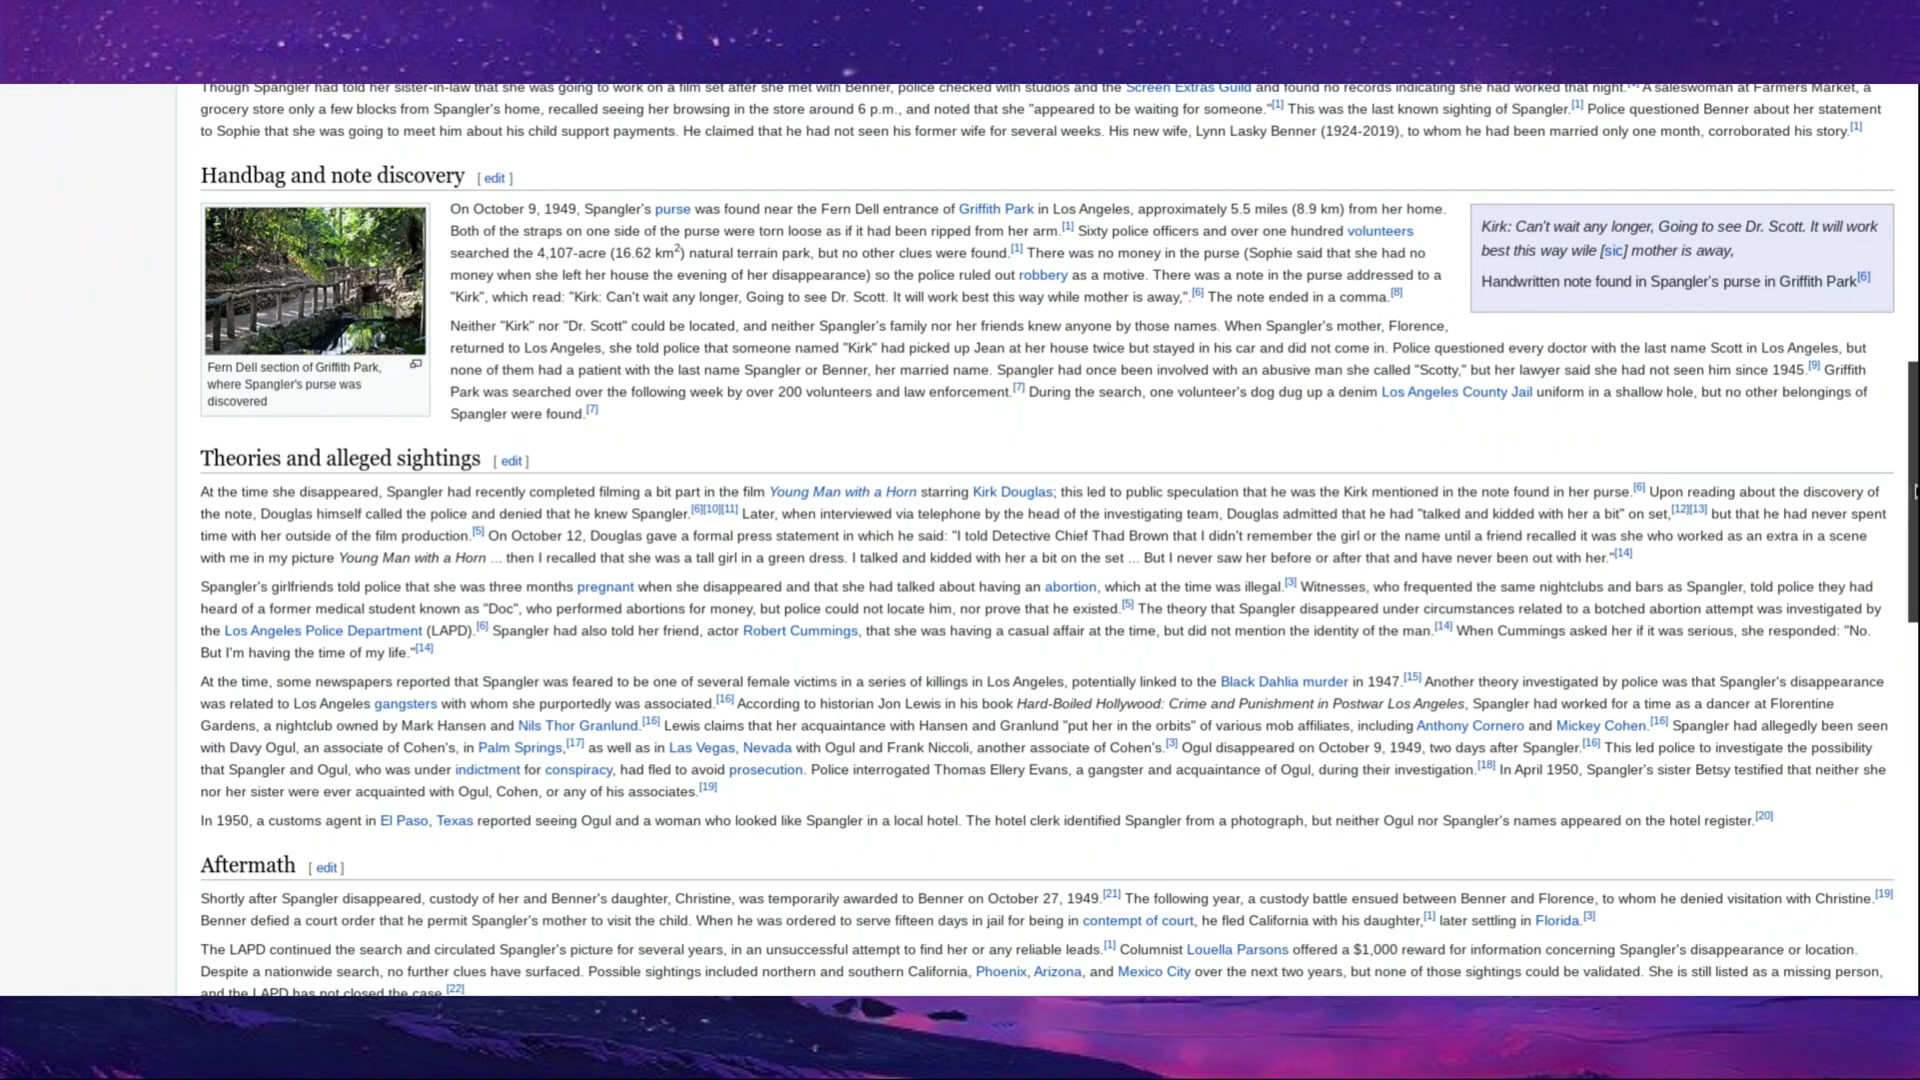 Though Spangler had told her sister-in-law that she was going to work on a film set after she met with Benner, police checked with studios and the Screen Extras Guild and found no records indicating she had worked that night. A saleswoman at Farmers Market, a
grocery store only a few blocks from Spangler's home, recalled seeing her browsing in the store around 6 p.m., and noted that she "appeared to be waiting for someone."[1] This was the last known sighting of Spangler.[1] Police questioned Benner about her statement
to Sophie that she was going to meet him about his child support payments. He claimed that he had not seen his former wife for several weeks. His new wife, Lynn Lasky Benner (1924-2019), to whom he had been married only one month, corroborated his story.[1]
Handbag and note discovery [ edit ]
Fern Dell section of Griffith Park,
where Spangler's purse was
discovered
On October 9, 1949, Spangler's purse was found near the Fern Dell entrance of Griffith Park in Los Angeles, approximately 5.5 miles (8.9 km) from her home.
Both of the straps on one side of the purse were torn loose as if it had been ripped from her arm.[1] Sixty police officers and over one hundred volunteers
searched the 4,107-acre (16.62 km2) natural terrain park, but no other clues were found.[1] There was no money in the purse (Sophie said that she had no
money when she left her house the evening of her disappearance) so the police ruled out robbery as a motive. There was a note in the purse addressed to a
"Kirk", which read: "Kirk: Can't wait any longer, Going to see Dr. Scott. It will work best this way while mother is away,".[6] The note ended in a comma.[8]
Kirk: Can't wait any longer, Going to see Dr. Scott. It will work
best this way wile [sic] mother is away,
Handwritten note found in Spangler's purse in Griffith Park[6]
Neither "Kirk" nor "Dr. Scott" could be located, and neither Spangler's family nor her friends knew anyone by those names. When Spangler's mother, Florence,
returned to Los Angeles, she told police that someone named "Kirk" had picked up Jean at her house twice but stayed in his car and did not come in. Police questioned every doctor with the last name Scott in Los Angeles, but
none of them had a patient with the last name Spangler or Benner, her married name. Spangler had once been involved with an abusive man she called "Scotty," but her lawyer said she had not seen him since 1945.[9] Griffith
Park was searched over the following week by over 200 volunteers and law enforcement.[7] During the search, one volunteer's dog dug up a denim Los Angeles County Jail uniform in a shallow hole, but no other belongings of
Spangler were found.[7]
Theories and alleged sightings [ edit ]
At the time she disappeared, Spangler had recently completed filming a bit part in the film Young Man with a Horn starring Kirk Douglas; this led to public speculation that he was the Kirk mentioned in the note found in her purse.[6] Upon reading about the discovery of
the note, Douglas himself called the police and denied that he knew Spangler.[6][10][11] Later, when interviewed via telephone by the head of the investigating team, Douglas admitted that he had "talked and kidded with her a bit" on set,[12][13] but that he had never spent
time with her outside of the film production.[5] On October 12, Douglas gave a formal press statement in which he said: "I told Detective Chief Thad Brown that I didn't remember the girl or the name until a friend recalled it was she who worked as an extra in a scene
with me in my picture Young Man with a Horn ... then I recalled that she was a tall girl in a green dress. I talked and kidded with her a bit on the set ... But I never saw her before or after that and have never been out with her."[14]
Spangler's girlfriends told police that she was three months pregnant when she disappeared and that she had talked about having an abortion, which at the time was illegal.[3] Witnesses, who frequented the same nightclubs and bars as Spangler, told police they had
heard of a former medical student known as "Doc", who performed abortions for money, but police could not locate him, nor prove that he existed.[5] The theory that Spangler disappeared under circumstances related to a botched abortion attempt was investigated by
the Los Angeles Police Department (LAPD).[6] Spangler had also told her friend, actor Robert Cummings, that she was having a casual affair at the time, but did not mention the identity of the man.[14] When Cummings asked her if it was serious, she responded: "No.
But I'm having the time of my life."[14]
At the time, some newspapers reported that Spangler was feared to be one of several female victims in a series of killings in Los Angeles, potentially linked to the Black Dahlia murder in 1947.[15] Another theory investigated by police was that Spangler's disappearance
was related to Los Angeles gangsters with whom she purportedly was associated.[16] According to historian Jon Lewis in his book Hard-Boiled Hollywood: Crime and Punishment in Postwar Los Angeles, Spangler had worked for a time as a dancer at Florentine
Gardens, a nightclub owned by Mark Hansen and Nils Thor Granlund.[16] Lewis claims that her acquaintance with Hansen and Granlund "put her in the orbits" of various mob affiliates, including Anthony Cornero and Mickey Cohen.[16] Spangler had allegedly been seen
with Davy Ogul, an associate of Cohen's, in Palm Springs,[17] as well as in Las Vegas, Nevada with Ogul and Frank Niccoli, another associate of Cohen's.[3] Ogul disappeared on October 9, 1949, two days after Spangler.[16] This led police to investigate the possibility
that Spangler and Ogul, who was under indictment for conspiracy, had fled to avoid prosecution. Police interrogated Thomas Ellery Evans, a gangster and acquaintance of Ogul, during their investigation.[18] In April 1950, Spangler's sister Betsy testified that neither she
nor her sister were ever acquainted with Ogul, Cohen, or any of his associates.[19]
In 1950, a customs agent in El Paso, Texas reported seeing Ogul and a woman who looked like Spangler in a local hotel. The hotel clerk identified Spangler from a photograph, but neither Ogul nor Spangler's names appeared on the hotel register.[20]
Aftermath [ edit ]
Shortly after Spangler disappeared, custody of her and Benner's daughter, Christine, was temporarily awarded to Benner on October 27, 1949.[21] The following year, a custody battle ensued between Benner and Florence, to whom he denied visitation with Christine.[19]
Benner defied a court order that he permit Spangler's mother to visit the child. When he was ordered to serve fifteen days in jail for being in contempt of court, he fled California with his daughter,[1] later settling in Florida.[3]
The LAPD continued the search and circulated Spangler's picture for several years, in an unsuccessful attempt to find her or any reliable leads.[1] Columnist Louella Parsons offered a $1,000 reward for information concerning Spangler's disappearance or location.
Despite a nationwide search, no further clues have surfaced. Possible sightings included northern and southern California, Phoenix, Arizona, and Mexico City over the next two years, but none of those sightings could be validated. She is still listed as a missing person,
and the LAPD has not closed the case.[22]